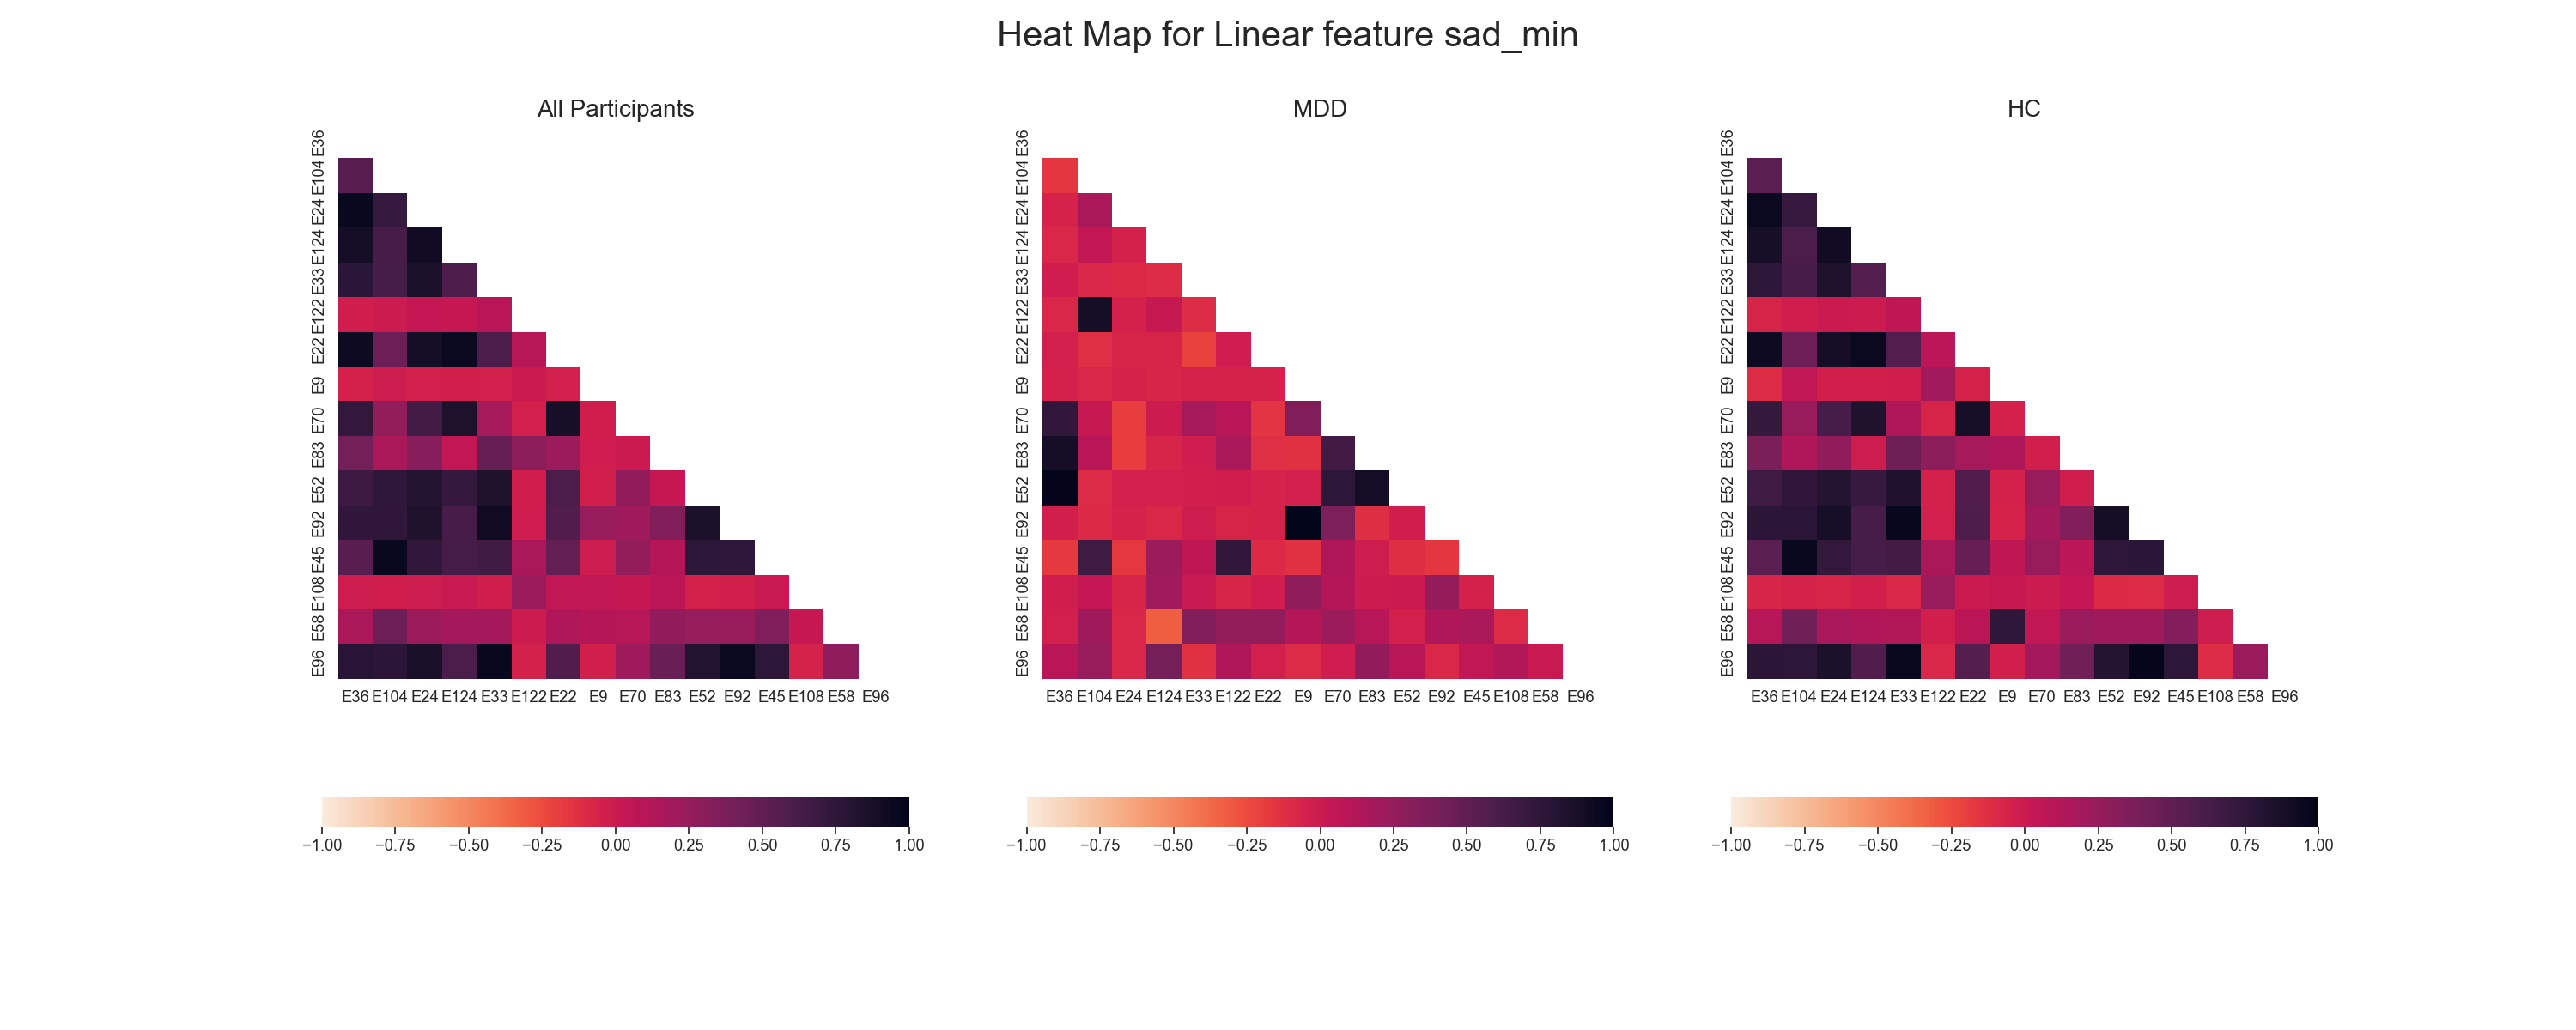 Heat Map for Linear feature sad_min
All Participants
E36
E104
E24
E124
E33
E122
E22
E9
E70
E83
E52
E92
E45
E108
E58
E96
E36 E104 E24 E124 E33 E122 E22 E9 E70 E83 E52 E92 E45 E108 E58 E96
−1.00 −0.75 −0.50 −0.25 0.00 0.25 0.50 0.75 1.00
MDD
E36
E104
E24
E124
E33
E122
E22
E9
E70
E83
E52
E92
E45
E108
E58
E96
E36 E104 E24 E124 E33 E122 E22 E9 E70 E83 E52 E92 E45 E108 E58 E96
−1.00 −0.75 −0.50 −0.25 0.00 0.25 0.50 0.75 1.00
HC
E36
E104
E24
E124
E33
E122
E22
E9
E70
E83
E52
E92
E45
E108
E58
E96
E36 E104 E24 E124 E33 E122 E22 E9 E70 E83 E52 E92 E45 E108 E58 E96
−1.00 −0.75 −0.50 −0.25 0.00 0.25 0.50 0.75 1.00